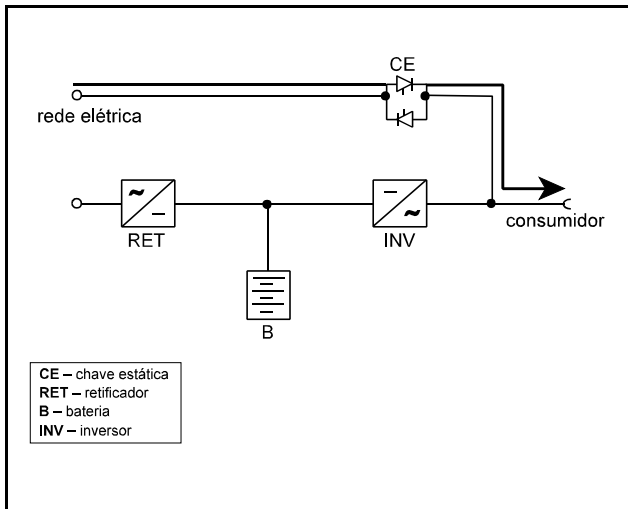 CE
rede elétrica
consumidor
RET
INV
B
CE – chave estática
RET – retificador
B – bateria
INV – inversor